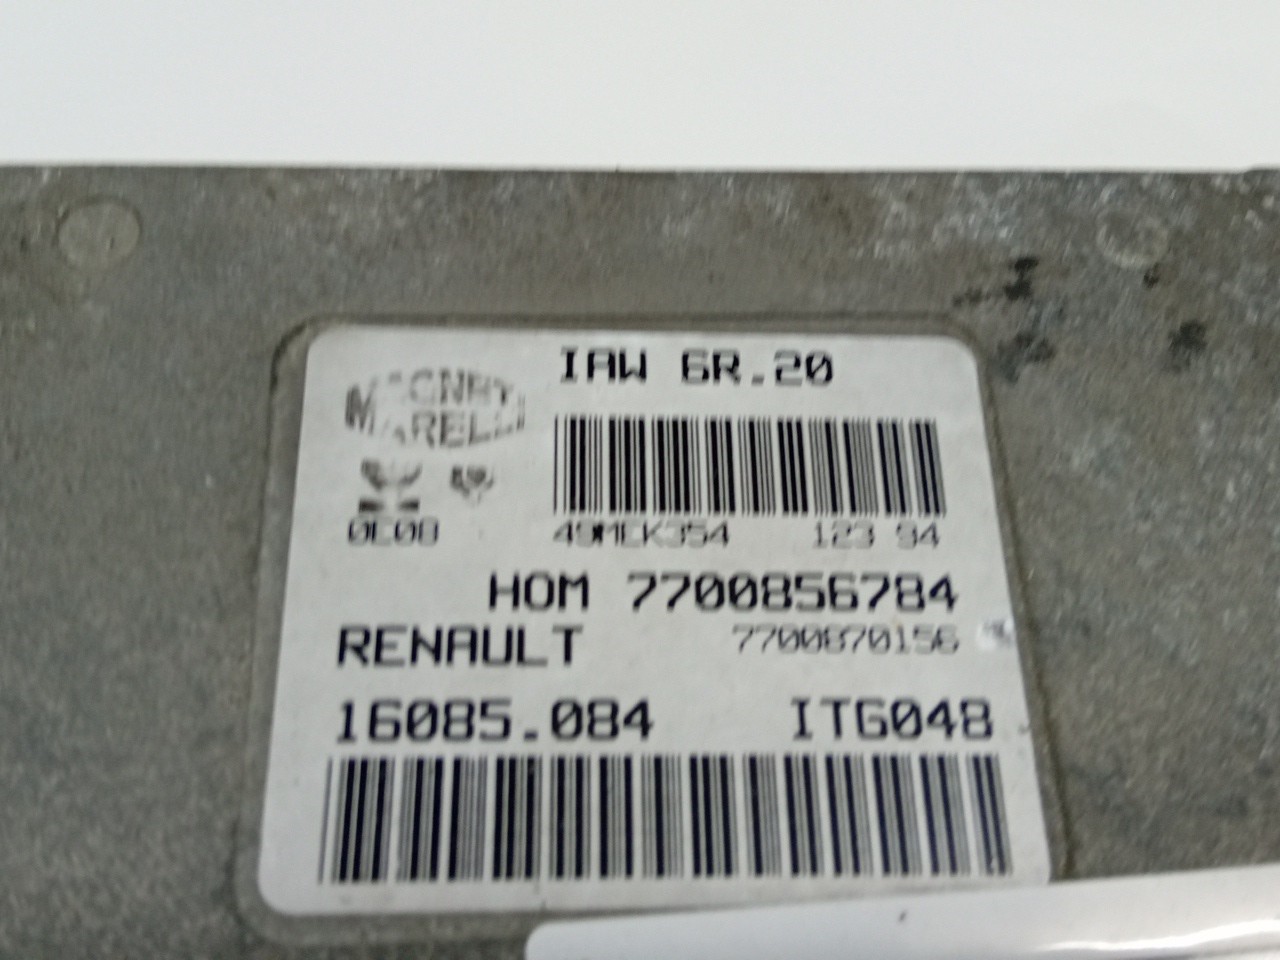 IAW 6R.20
MAGNETI
MARELLI
0E08
49MEK354 123 94
HOM 7700856784
RENAULT 7700870156
16085.084 ITG048